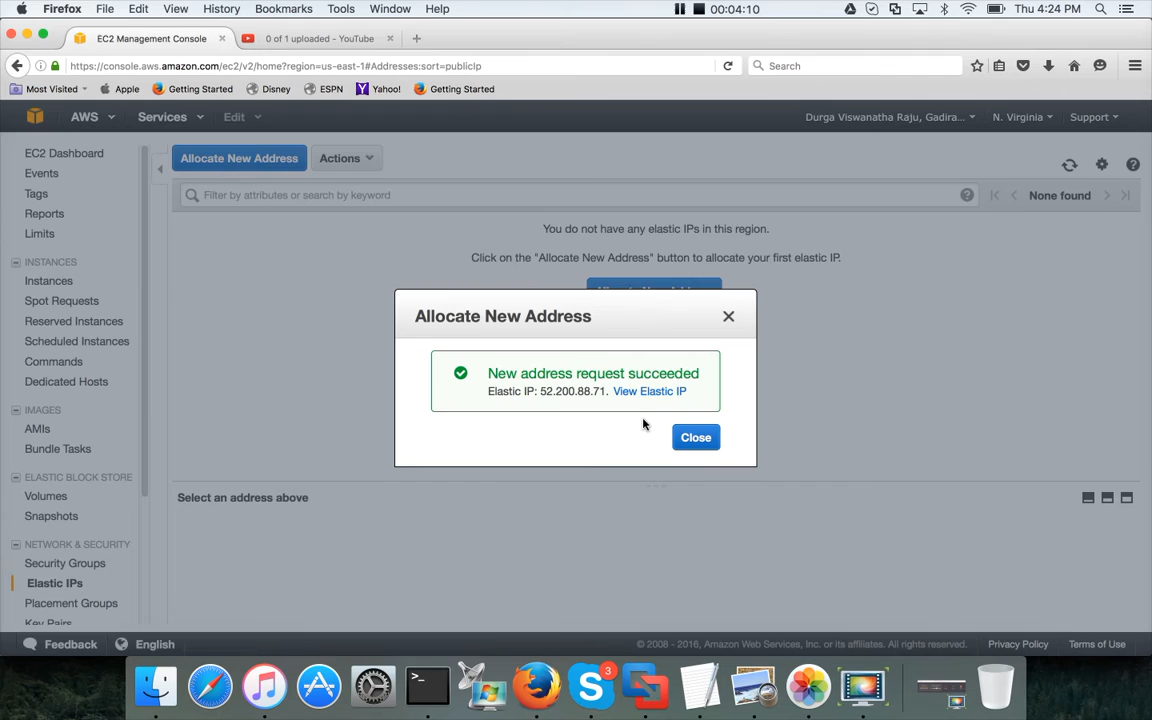 Firefox File Edit View History Bookmarks Tools Window Help 00:04:10 Thu 4:24 PM
EC2 Management Console 0 of 1 uploaded - YouTube
https://console.aws.amazon.com/ec2/v2/home?region=us-east-1#Addresses:sort=publicIp Search
Most Visited Apple Getting Started Disney ESPN Yahoo! Getting Started
AWS Services Edit Durga Viswanatha Raju, Gadira... N. Virginia Support
EC2 Dashboard
Events
Tags
Reports
Limits
INSTANCES
Instances
Spot Requests
Reserved Instances
Scheduled Instances
Commands
Dedicated Hosts
IMAGES
AMIs
Bundle Tasks
ELASTIC BLOCK STORE
Volumes
Snapshots
NETWORK & SECURITY
Security Groups
Elastic IPs
Placement Groups
Key Pairs
Allocate New Address Actions
Filter by attributes or search by keyword None found
You do not have any elastic IPs in this region.
Click on the "Allocate New Address" button to allocate your first elastic IP.
Allocate New Address
New address request succeeded
Elastic IP: 52.200.88.71. View Elastic IP
Close
Select an address above
Feedback English © 2008 - 2016, Amazon Web Services, Inc. or its affiliates. All rights reserved. Privacy Policy Terms of Use
3